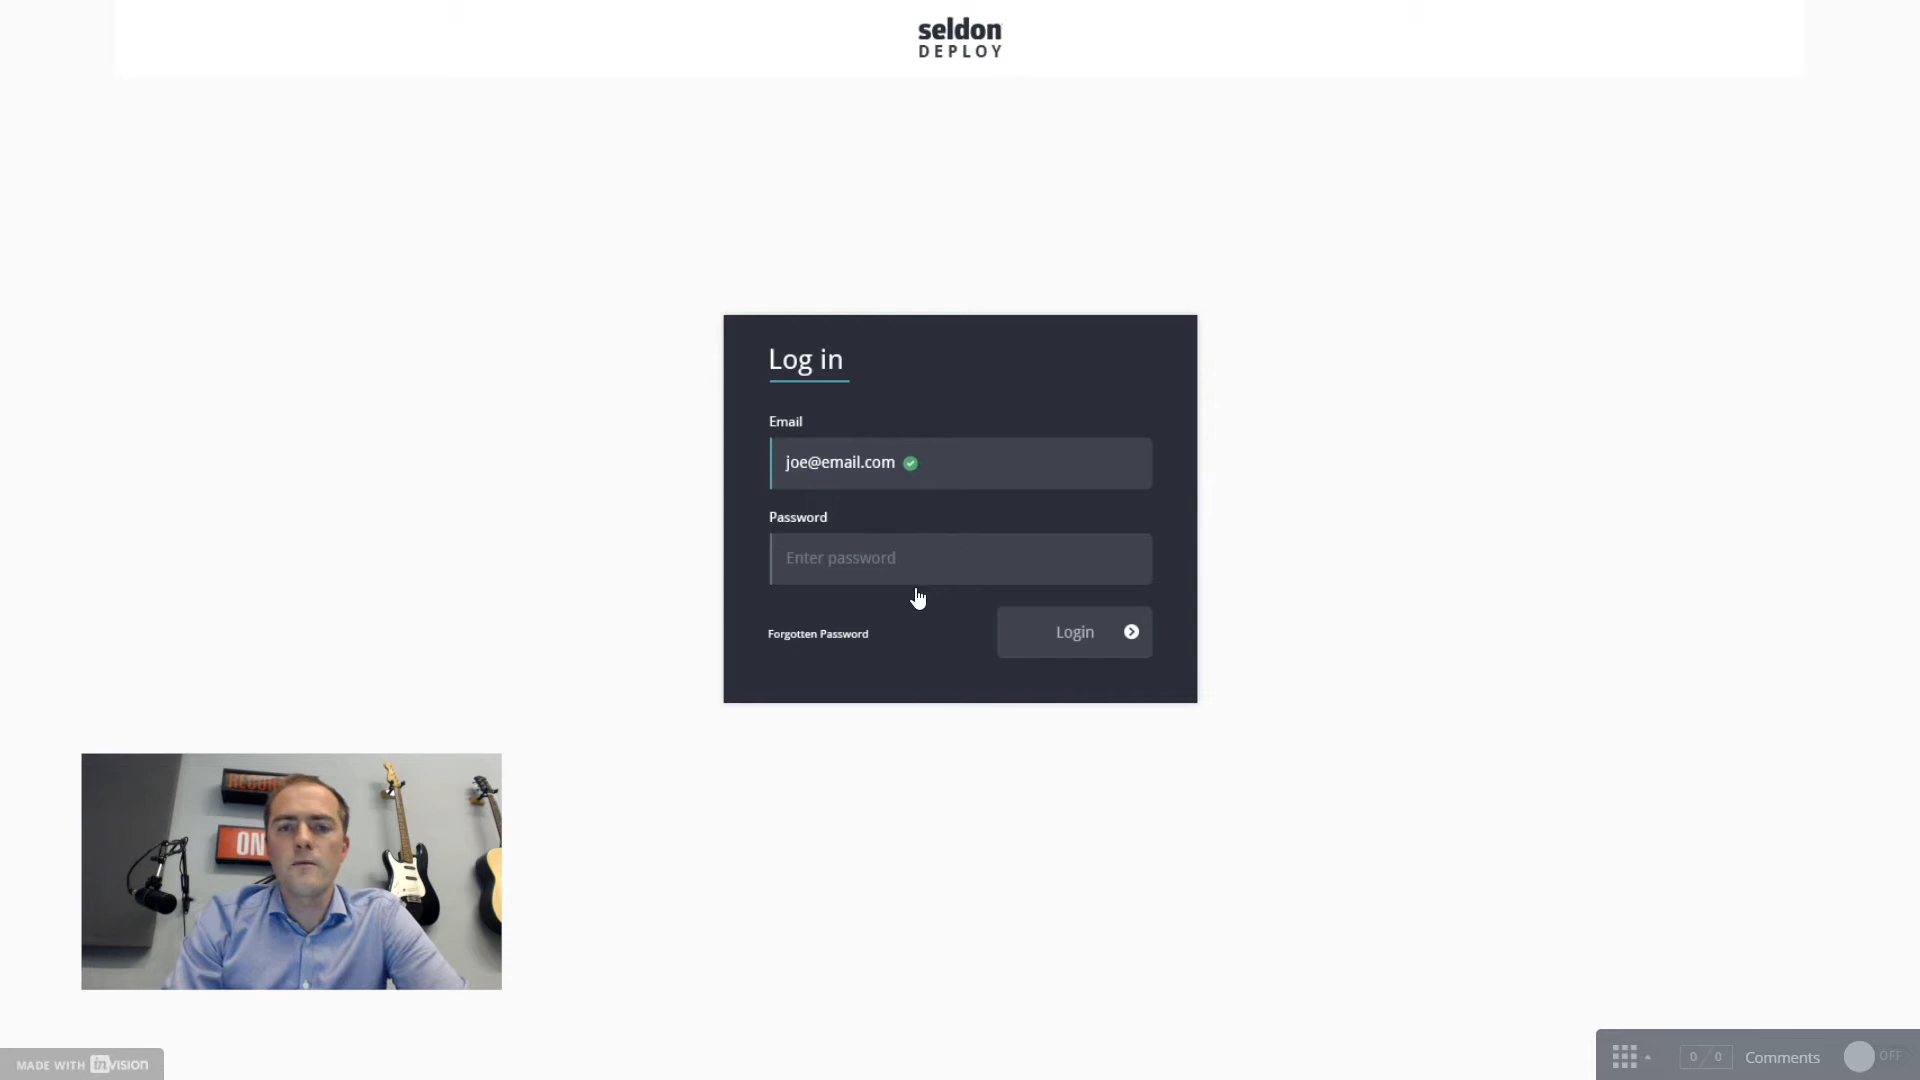 seldon
DEPLOY
Log in
Email
joe@email.com
Password
Enter password
Forgotten Password
Login
ON
MADE WITH invision
0 / 0
Comments
OFF